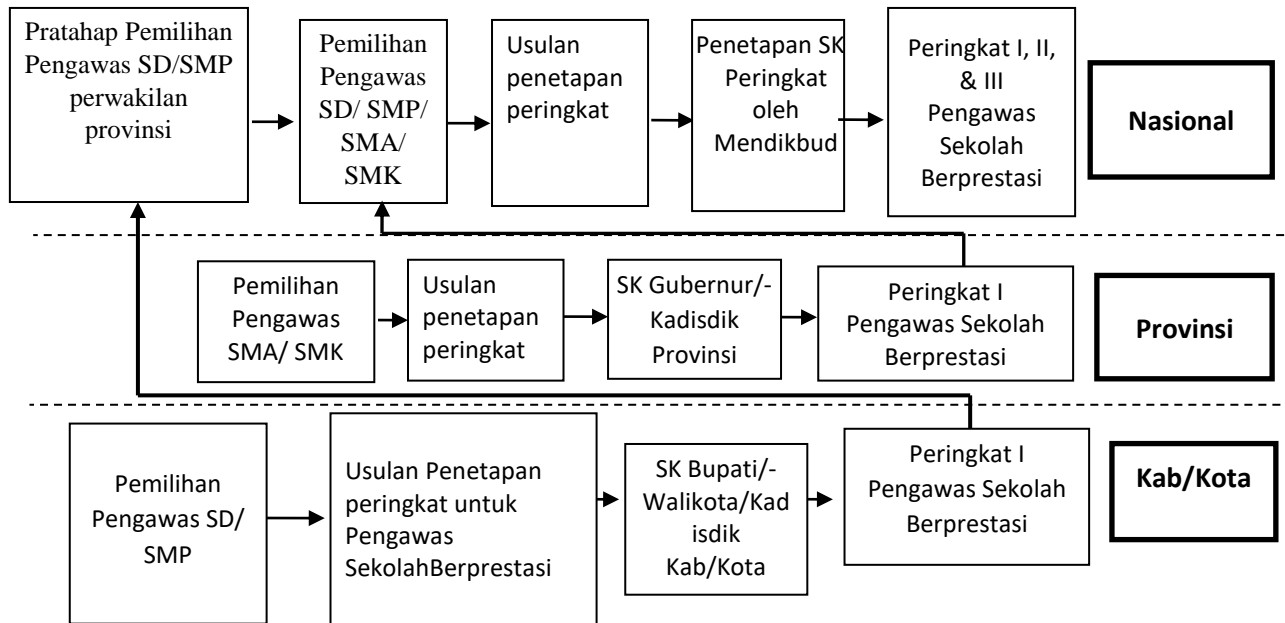 Pratahap Pemilihan
Pengawas SD/SMP
perwakilan
provinsi
Pemilihan
Pengawas
SD/ SMP/
SMA/
SMK
Usulan
penetapan
peringkat
Penetapan SK
Peringkat
oleh
Mendikbud
Peringkat I, II,
& III
Pengawas
Sekolah
Berprestasi
Nasional
Pemilihan
Pengawas
SMA/ SMK
Usulan
penetapan
peringkat
SK Gubernur/-
Kadisdik
Provinsi
Peringkat I
Pengawas Sekolah
Berprestasi
Provinsi
Pemilihan
Pengawas SD/
SMP
Usulan Penetapan
peringkat untuk
Pengawas
SekolahBerprestasi
SK Bupati/-
Walikota/Kad
isdik
Kab/Kota
Peringkat I
Pengawas Sekolah
Berprestasi
Kab/Kota